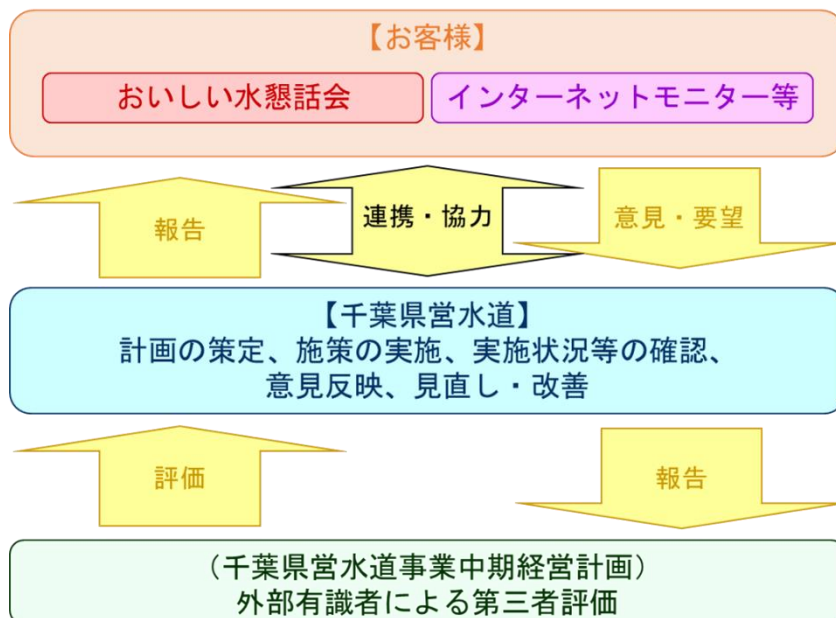 【お客様】
おいしい水懇話会
インターネットモニター等
報告
連携・協力
意見・要望
【千葉県営水道】
計画の策定、施策の実施、実施状況等の確認、
意見反映、見直し・改善
評価
報告
（千葉県営水道事業中期経営計画）
外部有識者による第三者評価